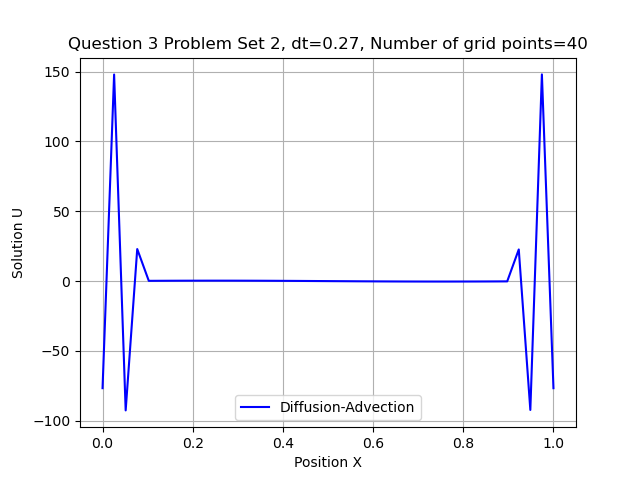 Question 3 Problem Set 2, dt=0.27, Number of grid points=40
150
100
50
0
−50
−100
Solution U
Diffusion-Advection
0.0 0.2 0.4 0.6 0.8 1.0
Position X